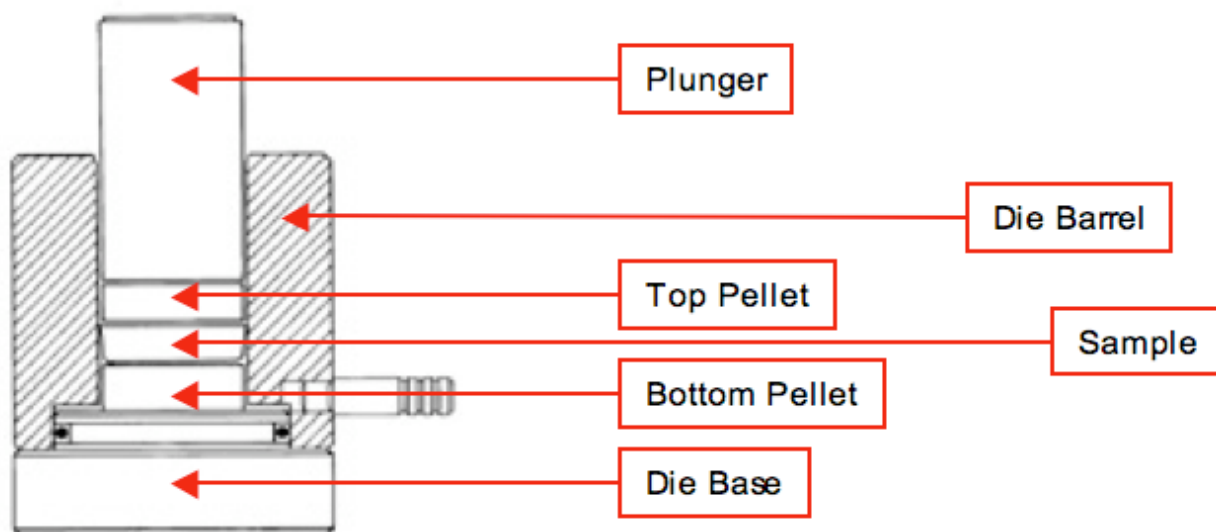 Plunger
Die Barrel
Top Pellet
Sample
Bottom Pellet
Die Base